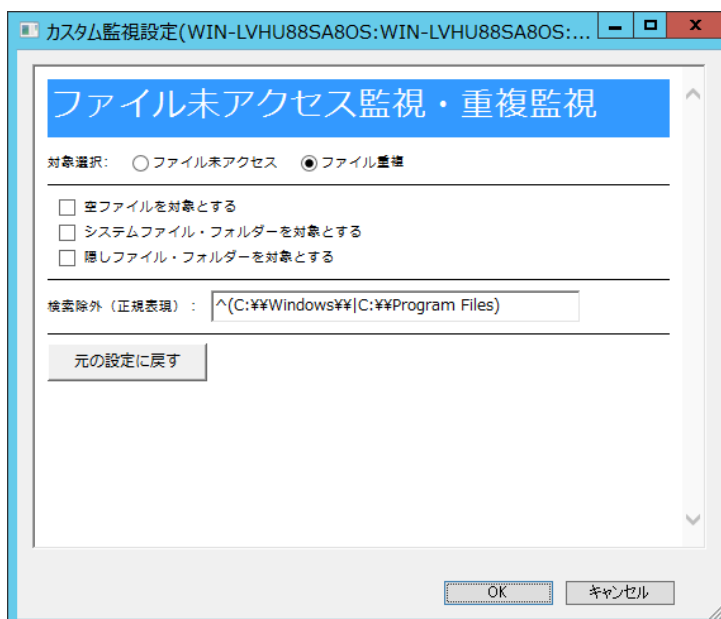 カスタム監視設定(WIN-LVHU88SA8OS:WIN-LVHU88SA8OS:...
ファイル未アクセス監視・重複監視
対象選択: ファイル未アクセス ファイル重複
空ファイルを対象とする
システムファイル・フォルダーを対象とする
隠しファイル・フォルダーを対象とする
検索除外(正規表現): ^(C:¥¥Windows¥¥|C:¥¥Program Files)
元の設定に戻す
OK キャンセル